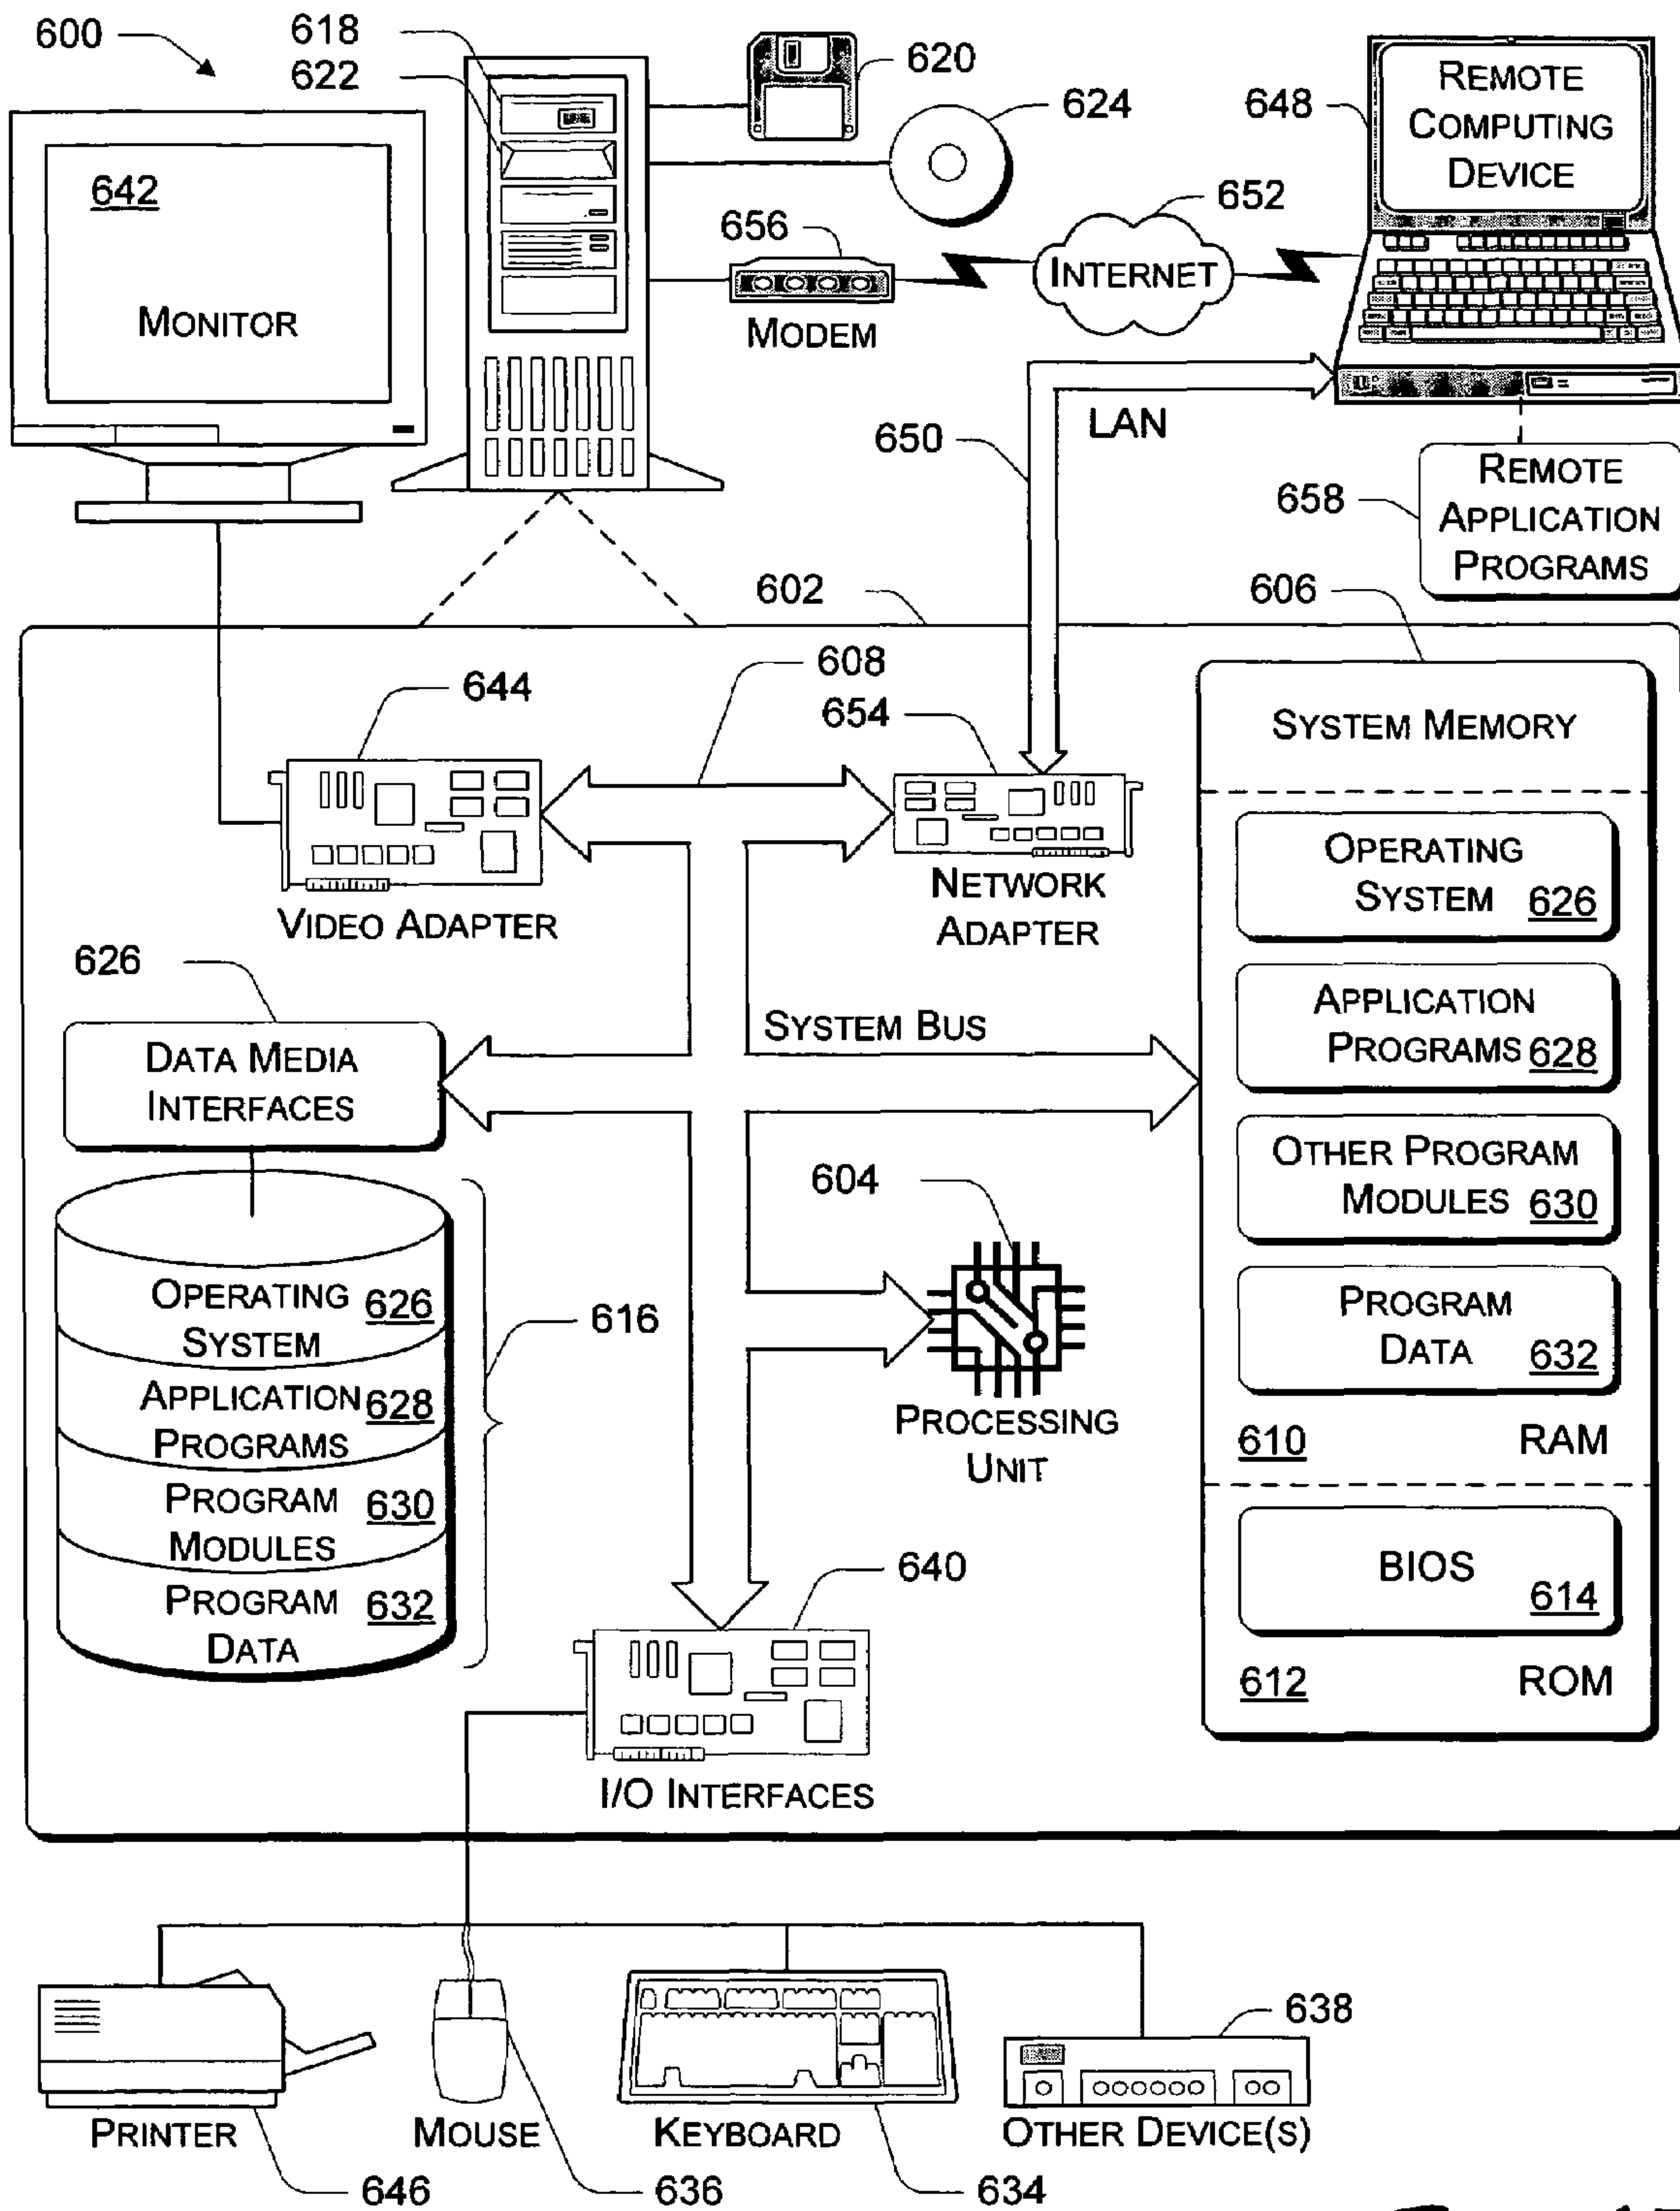 600
618
622
620
624
648
REMOTE
COMPUTING
DEVICE
642
MONITOR
656
MODEM
652
INTERNET
650
LAN
658
REMOTE
APPLICATION
PROGRAMS
602
606
608
644
654
VIDEO ADAPTER
NETWORK
ADAPTER
SYSTEM MEMORY
OPERATING
SYSTEM 626
APPLICATION
PROGRAMS 628
OTHER PROGRAM
MODULES 630
PROGRAM
DATA 632
610 RAM
BIOS
614
612 ROM
626
DATA MEDIA
INTERFACES
SYSTEM BUS
604
PROCESSING
UNIT
OPERATING 626
SYSTEM
APPLICATION 628
PROGRAMS
PROGRAM 630
MODULES
PROGRAM 632
DATA
616
640
I/O INTERFACES
PRINTER
646
MOUSE
636
KEYBOARD
634
638
OTHER DEVICE(S)